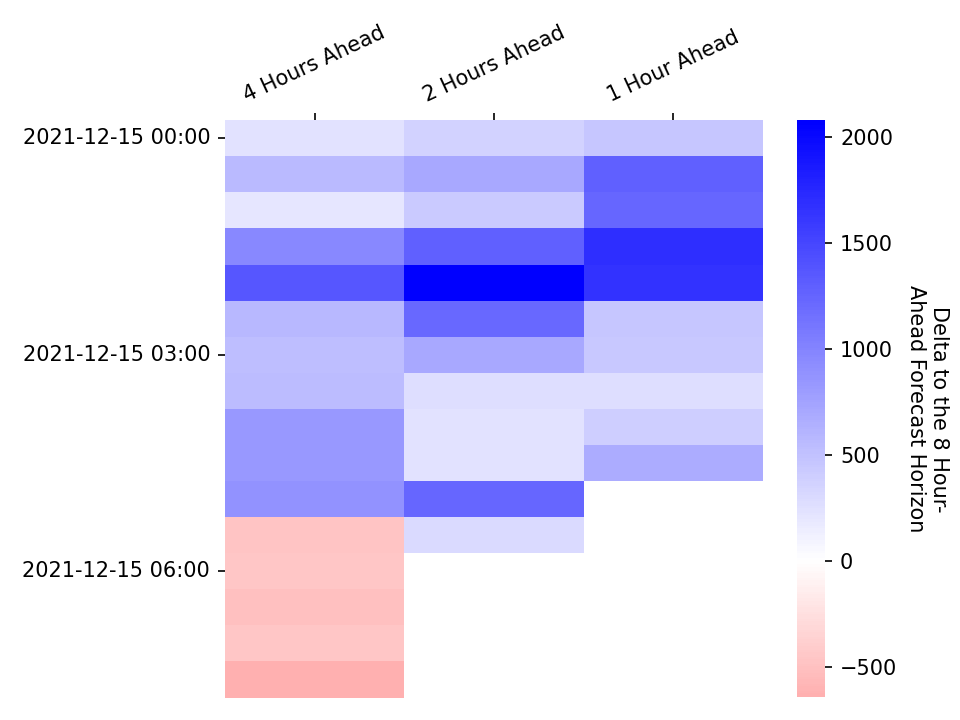 4 Hours Ahead
2 Hours Ahead
1 Hour Ahead
2021-12-15 00:00
2021-12-15 03:00
2021-12-15 06:00
2000
1500
1000
500
0
−500
Delta to the 8 Hour-
Ahead Forecast Horizon